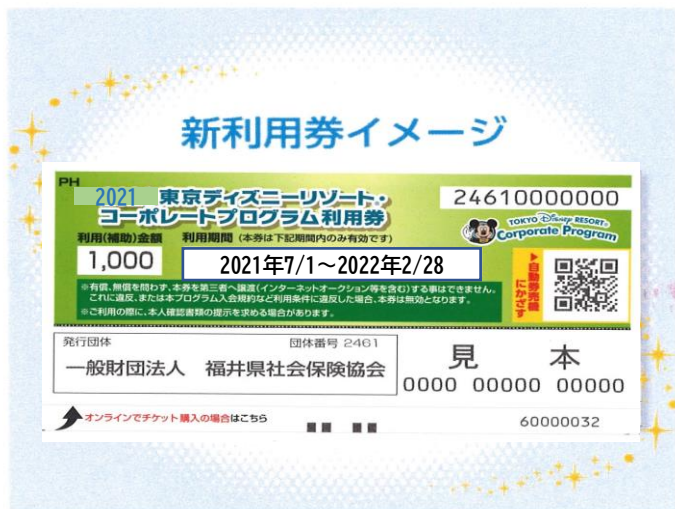 新利用券イメージ
PH
2021 東京ディズニーリゾート・
コーポレートプログラム利用券
24610000000
TOKYO Disney RESORT®
Corporate Program
利用(補助)金額 利用期間 (本券は下記期間内のみ有効です)
1,000
2021年7/1～2022年2/28
▶自動券売機にかざす
※有償、無償を問わず、本券を第三者へ譲渡(インターネットオークション等を含む)する事はできません。
これに違反、または本プログラム入会規約など利用条件に違反した場合、本券は無効となります。
※ご利用の際に、本人確認書類の提示を求める場合があります。
発行団体 団体番号 2461
一般財団法人 福井県社会保険協会
見 本
0000 00000 00000
オンラインでチケット購入の場合はこちら
60000032